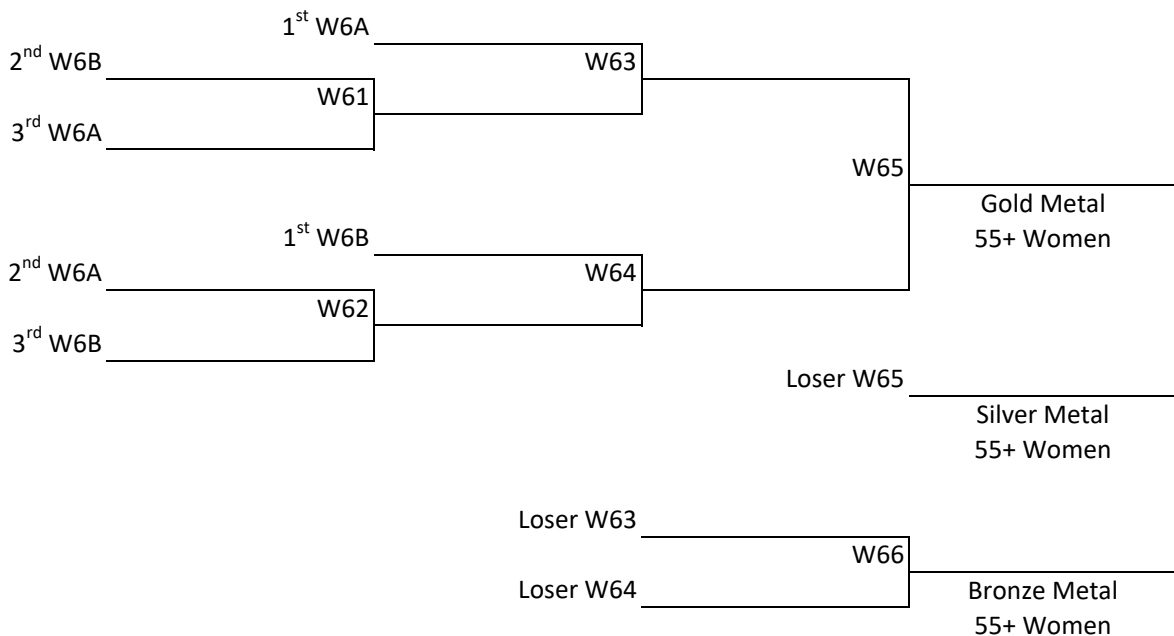 1st W6A
2nd W6B
W63
W61
3rd W6A
W65
Gold Metal
55+ Women
1st W6B
2nd W6A
W64
W62
3rd W6B
Loser W65
Silver Metal
55+ Women
Loser W63
W66
Loser W64
Bronze Metal
55+ Women